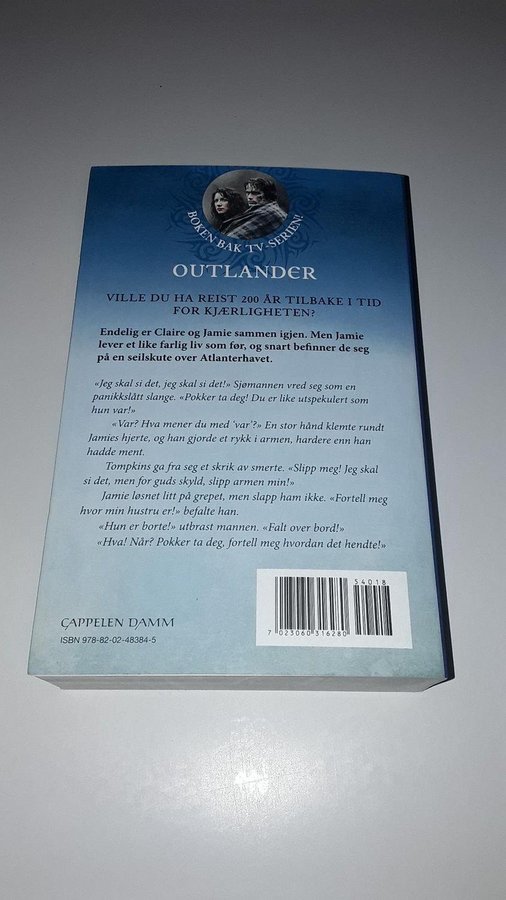 BOKEN BAK TV-SERIEN!
OUTLANDER
VILLE DU HA REIST 200 ÅR TILBAKE I TID
FOR KJÆRLIGHETEN?
Endelig er Claire og Jamie sammen igjen. Men Jamie
lever et like farlig liv som før, og snart befinner de seg
på en seilskute over Atlanterhavet.
«Jeg skal si det, jeg skal si det!» Sjømannen vred seg som en
panikkslått slange. «Pokker ta deg! Du er like utspekulert som
hun var!»
«Var? Hva mener du med 'var'?» En stor hånd klemte rundt
Jamies hjerte, og han gjorde et rykk i armen, hardere enn han
hadde ment.
Tompkins ga fra seg et skrik av smerte. «Slipp meg! Jeg skal
si det, men for guds skyld, slipp armen min!»
Jamie løsnet litt på grepet, men slapp ham ikke. «Fortell meg
hvor min hustru er!» befalte han.
«Hun er borte!» utbrast mannen. «Falt over bord!»
«Hva! Når? Pokker ta deg, fortell meg hvordan det hendte!»
54018
7 023060 316280
CAPPELEN DAMM
ISBN 978-82-02-48384-5